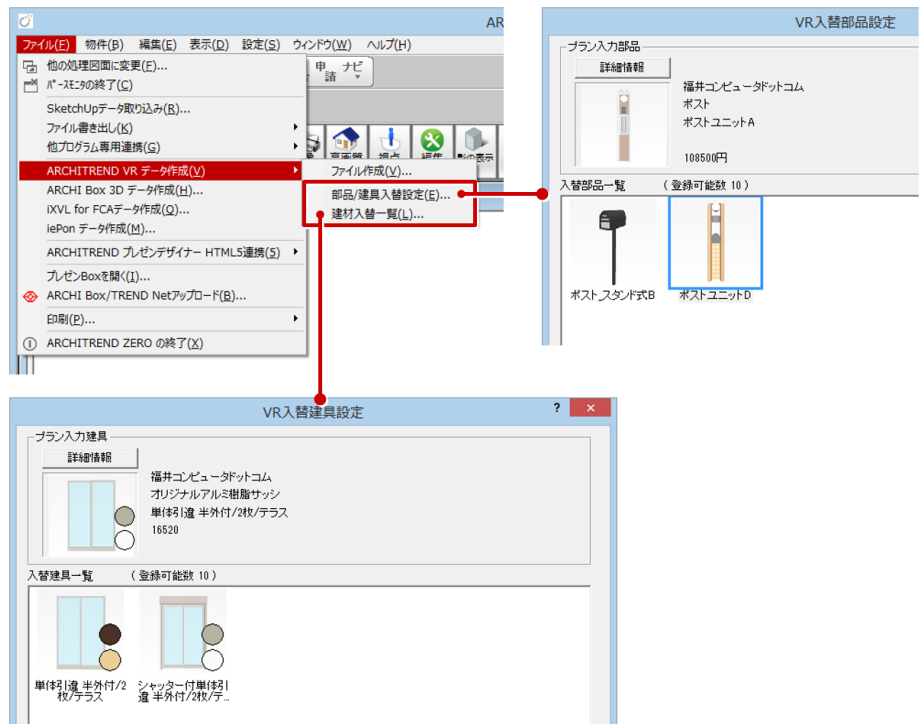 AR
ファイル(F) 物件(B) 編集(E) 表示(D) 設定(S) ウィンドウ(W) ヘルプ(H)
他の処理図面に変更(F)...
パースモニタの終了(C)
SketchUpデータ取り込み(R)...
ファイル書き出し(K)
他プログラム専用連携(G)
ARCHITREND VR データ作成(V)
ARCHI Box 3D データ作成(H)...
iXVL for FCAデータ作成(Q)...
iePon データ作成(M)...
ARCHITREND プレゼンデザイナー HTML5連携(5)
プレゼンBoxを開く(I)...
ARCHI Box/TREND Netアップロード(B)...
印刷(P)...
ARCHITREND ZERO の終了(X)
申請
ナビ
高画質
視点
編集
影の表示
ファイル作成(V)...
部品/建具入替設定(E)...
建材入替一覧(L)...
VR入替部品設定
プラン入力部品
詳細情報
福井コンピュータドットコム
ポスト
ポストユニットA
108500円
入替部品一覧 (登録可能数 10)
ポスト_スタンド式B
ポストユニットD
VR入替建具設定
?
×
プラン入力建具
詳細情報
福井コンピュータドットコム
オリジナルアルミ樹脂サッシ
単体引違 半外付/2枚/テラス
16520
入替建具一覧 (登録可能数 10)
単体引違 半外付/2
枚/テラス
シャッター付単体引
違 半外付/2枚/テ...